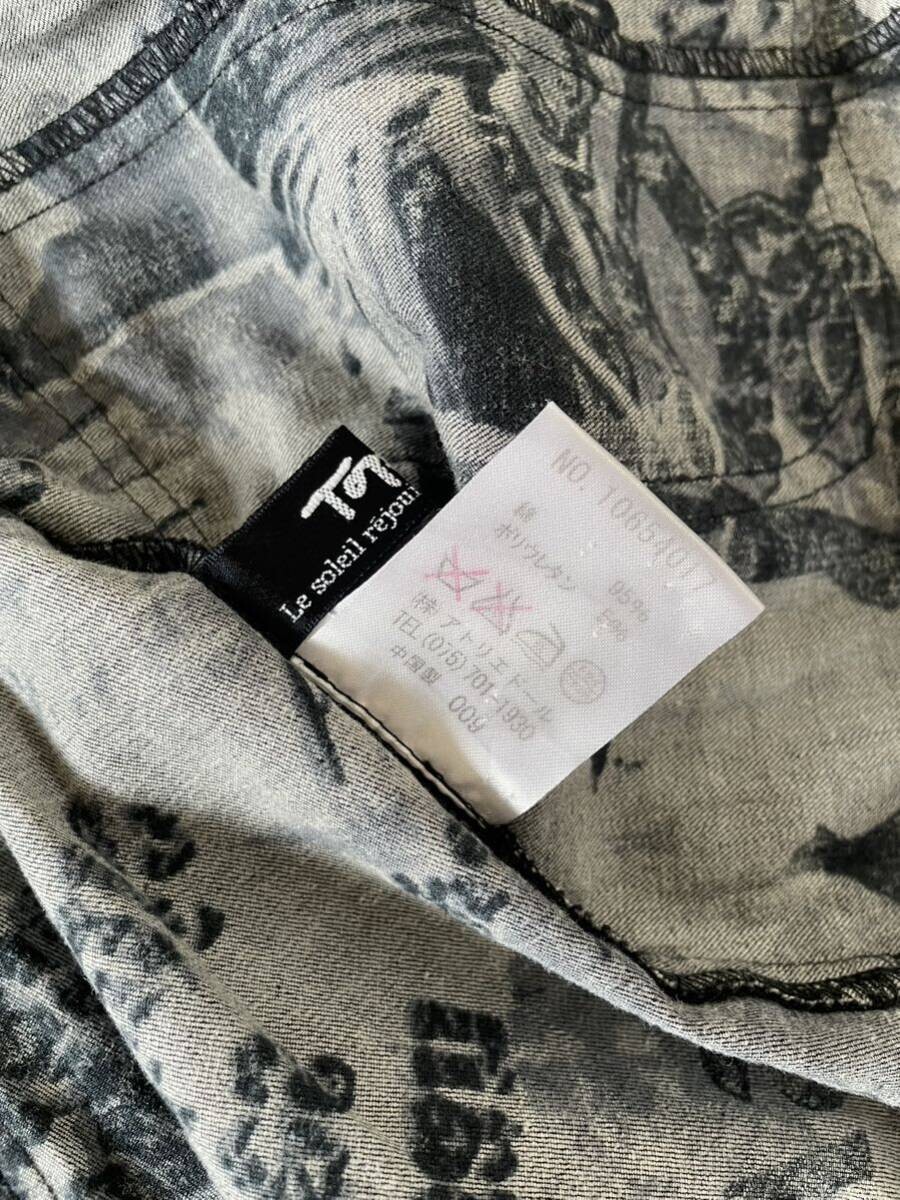 Le soleil réjoui
NO. 10654017
綿 95%
ポリウレタン 5%
(株)アトリエドール
TEL(075)701-1930
中国製 009